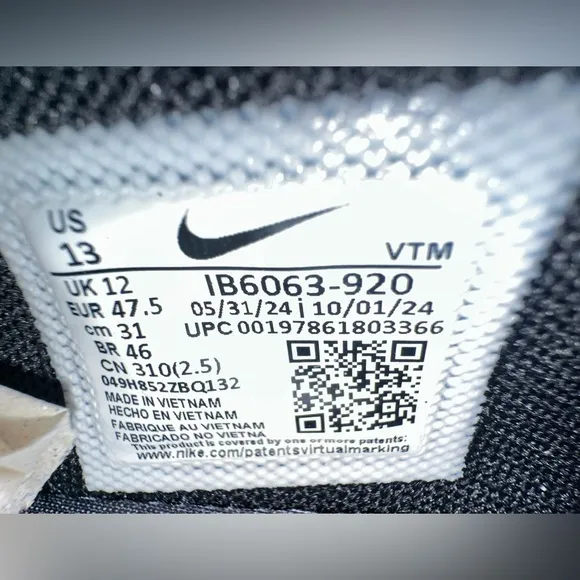 US
13
VTM
UK 12
EUR 47.5
cm 31
BR 46
CN 310(2.5)
IB6063-920
05/31/24 | 10/01/24
UPC 00197861803366
049H852ZBQ132
MADE IN VIETNAM
HECHO EN VIETNAM
FABRIQUE AU VIETNAM
FABRICADO NO VIETNA
This product is covered by one or more patents:
www.nike.com/patentsvirtualmarking